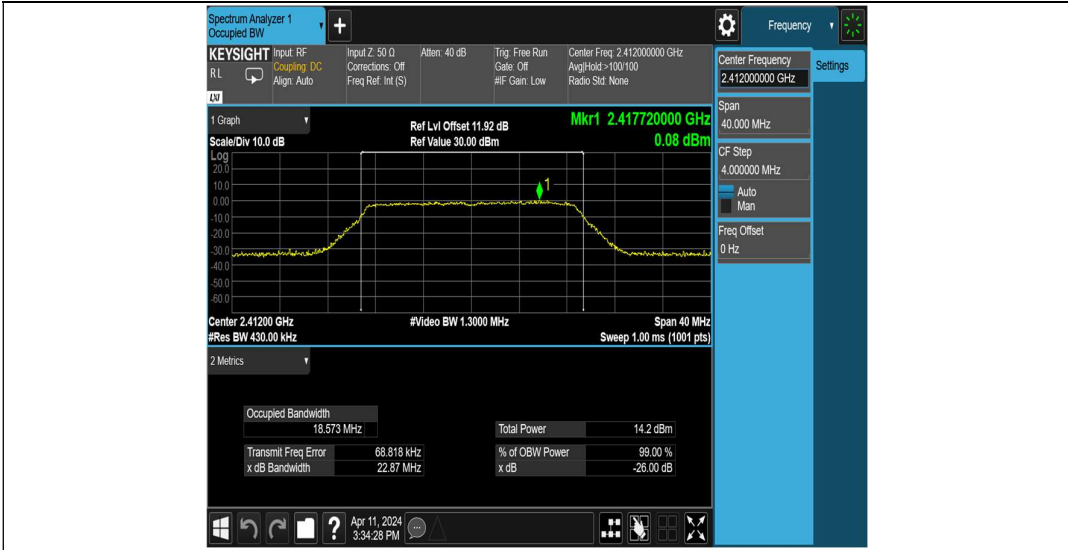 Spectrum Analyzer 1
Occupied BW
Frequency
KEYSIGHT
R L
LXI
Input: RF
Coupling: DC
Align: Auto
Input Z: 50 Ω
Corrections: Off
Freq Ref: Int (S)
Atten: 40 dB
Trig: Free Run
Gate: Off
#IF Gain: Low
Center Freq: 2.412000000 GHz
Avg|Hold:>100/100
Radio Std: None
Center Frequency
2.412000000 GHz
Settings
Span
40.000 MHz
CF Step
4.000000 MHz
Auto
Man
Freq Offset
0 Hz
1 Graph
Scale/Div 10.0 dB
Ref Lvl Offset 11.92 dB
Ref Value 30.00 dBm
Mkr1 2.417720000 GHz
0.08 dBm
Log
20.0
10.0
0.00
-10.0
-20.0
-30.0
-40.0
-50.0
-60.0
1
Center 2.41200 GHz
#Res BW 430.00 kHz
#Video BW 1.3000 MHz
Span 40 MHz
Sweep 1.00 ms (1001 pts)
2 Metrics
Occupied Bandwidth
18.573 MHz
Total Power 14.2 dBm
Transmit Freq Error 68.818 kHz
% of OBW Power 99.00 %
x dB Bandwidth 22.87 MHz
x dB -26.00 dB
?
Apr 11, 2024
3:34:28 PM